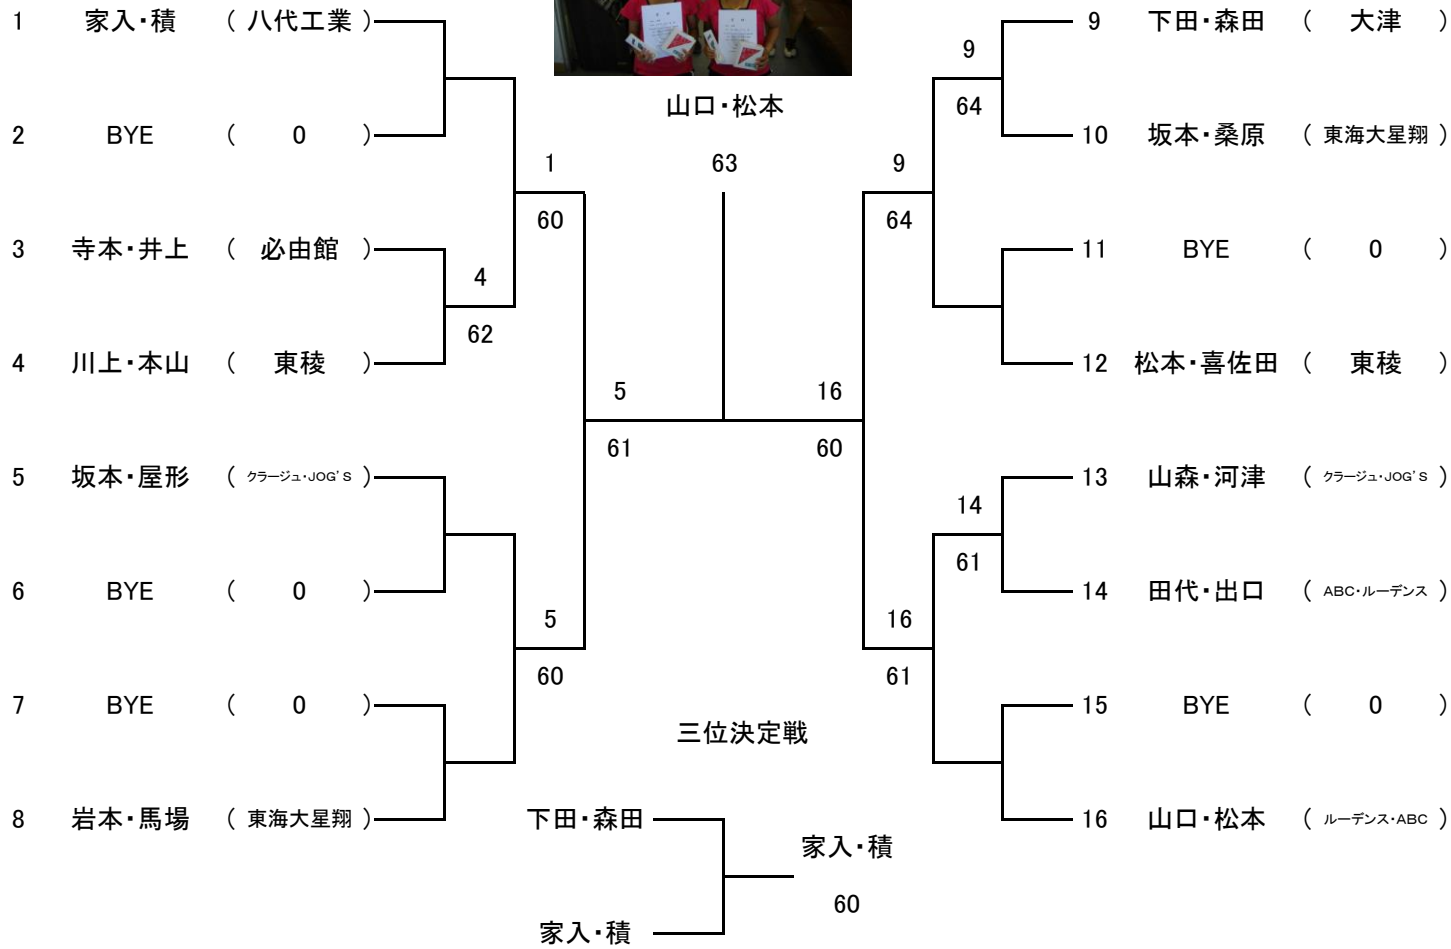 1 家入・積 ( 八代工業 )
2 BYE ( 0 )
3 寺本・井上 ( 必由館 )
4 川上・本山 ( 東稜 )
5 坂本・屋形 ( クラージュ・JOG'S )
6 BYE ( 0 )
7 BYE ( 0 )
8 岩本・馬場 ( 東海大星翔 )
4
62
1
60
5
60
5
61
山口・松本
63
16
60
9
64
16
61
9
64
14
61
9 下田・森田 ( 大津 )
10 坂本・桑原 ( 東海大星翔 )
11 BYE ( 0 )
12 松本・喜佐田 ( 東稜 )
13 山森・河津 ( クラージュ・JOG'S )
14 田代・出口 ( ABC・ルーデンス )
15 BYE ( 0 )
16 山口・松本 ( ルーデンス・ABC )
三位決定戦
下田・森田
家入・積
家入・積
60